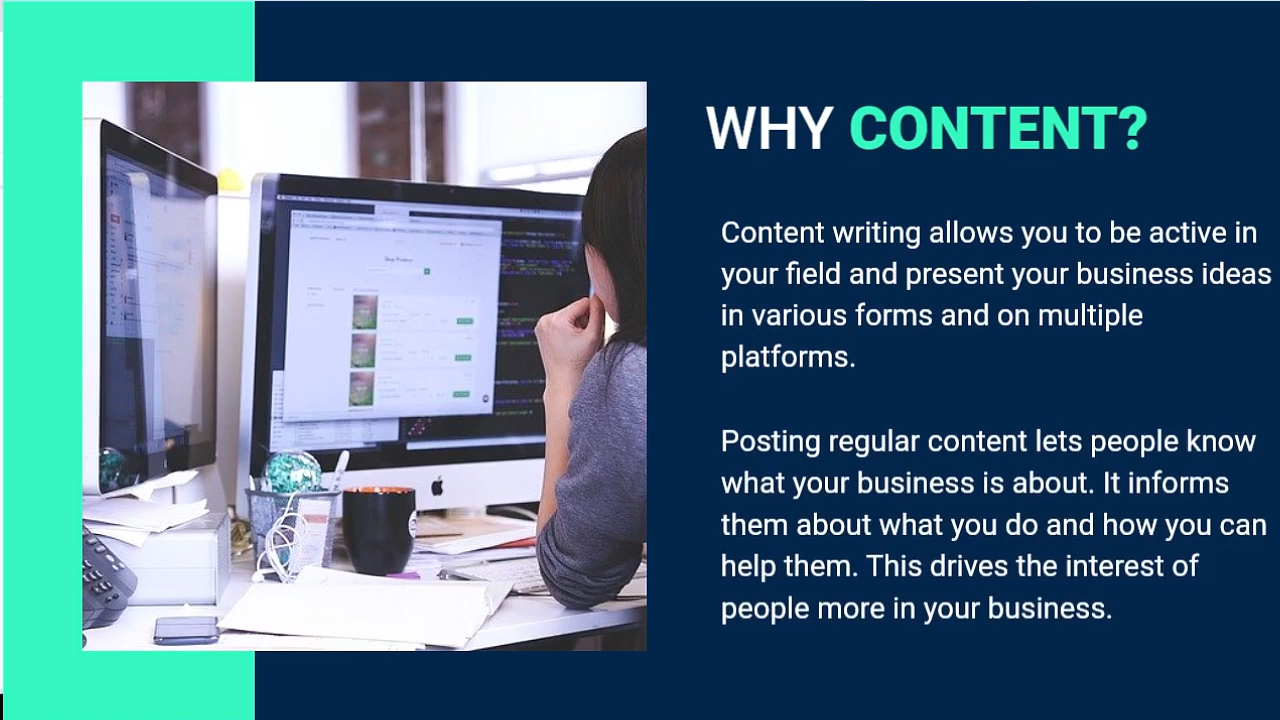 WHY CONTENT?
Content writing allows you to be active in
your field and present your business ideas
in various forms and on multiple
platforms.
Posting regular content lets people know
what your business is about. It informs
them about what you do and how you can
help them. This drives the interest of
people more in your business.